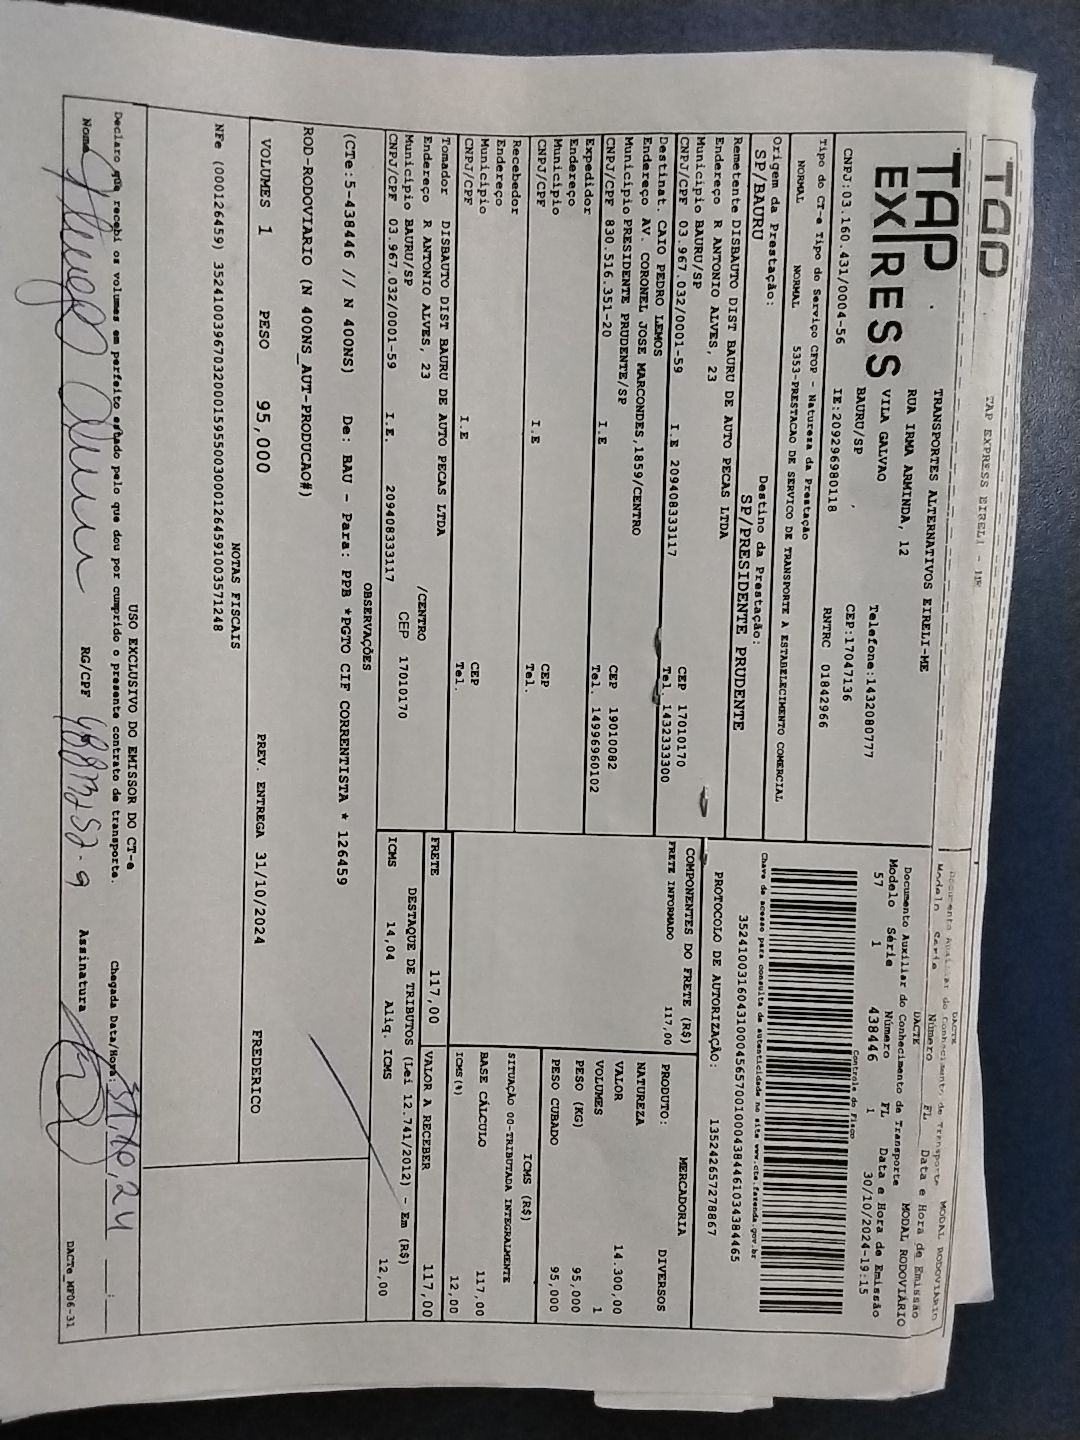 TAP EXPRESS EIRELI - ME
TAP
EXPRESS
TRANSPORTES ALTERNATIVOS EIRELI-ME
RUA IRMA ARMINDA, 12
VILA GALVAO
BAURU/SP
Telefone:1432080777
CEP:17047136
CNPJ:03.160.431/0004-56 IE:209296980118 RNTRC 01842966
DACTE
Documento Auxiliar do Conhecimento de Transporte MODAL RODOVIÁRIO
Modelo Série Número FL Data e Hora de Emissão
57 1 438446 1 30/10/2024-19:15
Controle do Fisco
Chave de acesso para consulta de autenticidade no site www.cte.fazenda.gov.br
35241003160431000456570010004384461034384465
PROTOCOLO DE AUTORIZAÇÃO: 135242657278867
Tipo do CT-e Tipo do Serviço CFOP - Natureza da Prestação
NORMAL NORMAL 5353-PRESTACAO DE SERVICO DE TRANSPORTE A ESTABELECIMENTO COMERCIAL
Origem da Prestação: Destino da Prestação:
SP/BAURU SP/PRESIDENTE PRUDENTE
Remetente DISBAUTO DIST BAURU DE AUTO PECAS LTDA
Endereço R ANTONIO ALVES, 23
Municipio BAURU/SP CEP 17010170
CNPJ/CPF 03.967.032/0001-59 I.E 209408333117 Tel. 1432333300
Destinat. CAIO PEDRO LEMOS
Endereço AV. CORONEL JOSE MARCONDES,1859/CENTRO
Municipio PRESIDENTE PRUDENTE/SP CEP 19010082
CNPJ/CPF 830.516.351-20 I.E Tel. 14996960102
Expedidor
Endereço
Municipio CEP
CNPJ/CPF I.E Tel.
Recebedor
Endereço
Municipio CEP
CNPJ/CPF I.E Tel.
Tomador DISBAUTO DIST BAURU DE AUTO PECAS LTDA
Endereço R ANTONIO ALVES, 23 /CENTRO
Municipio BAURU/SP CEP 17010170
CNPJ/CPF 03.967.032/0001-59 I.E. 209408333117
COMPONENTES DO FRETE (R$)
FRETE INFORMADO 117,00
PRODUTO: MERCADORIA
NATUREZA DIVERSOS
VALOR 14.300,00
VOLUMES 1
PESO (KG) 95,000
PESO CUBADO 95,000
ICMS (R$)
SITUAÇÃO 00-TRIBUTADA INTEGRALMENTE
BASE CÁLCULO 117,00
ICMS(%) 12,00
FRETE 117,00 VALOR A RECEBER 117,00
DESTAQUE DE TRIBUTOS (Lei 12.741/2012) - Em (R$)
ICMS 14,04 Aliq. ICMS 12,00
OBSERVAÇÕES
(CTe:5-438446 // N 400NS) De: BAU - Para: PPB *PGTO CIF CORRENTISTA * 126459
ROD-RODOVIARIO (N 400NS_AUT-PRODUCAO#)
VOLUMES 1 PESO 95,000 PREV. ENTREGA 31/10/2024 FREDERICO
NOTAS FISCAIS
NFe (000126459) 35241003967032000159550030001264591003571248
USO EXCLUSIVO DO EMISSOR DO CT-e
Declaro que recebi os volumes em perfeito estado pelo que dou por cumprido o presente contrato de transporte. Chegada Data/Hora: 31/10/24 __:__
Nome RG/CPF Assinatura
DACTe_MF06-31